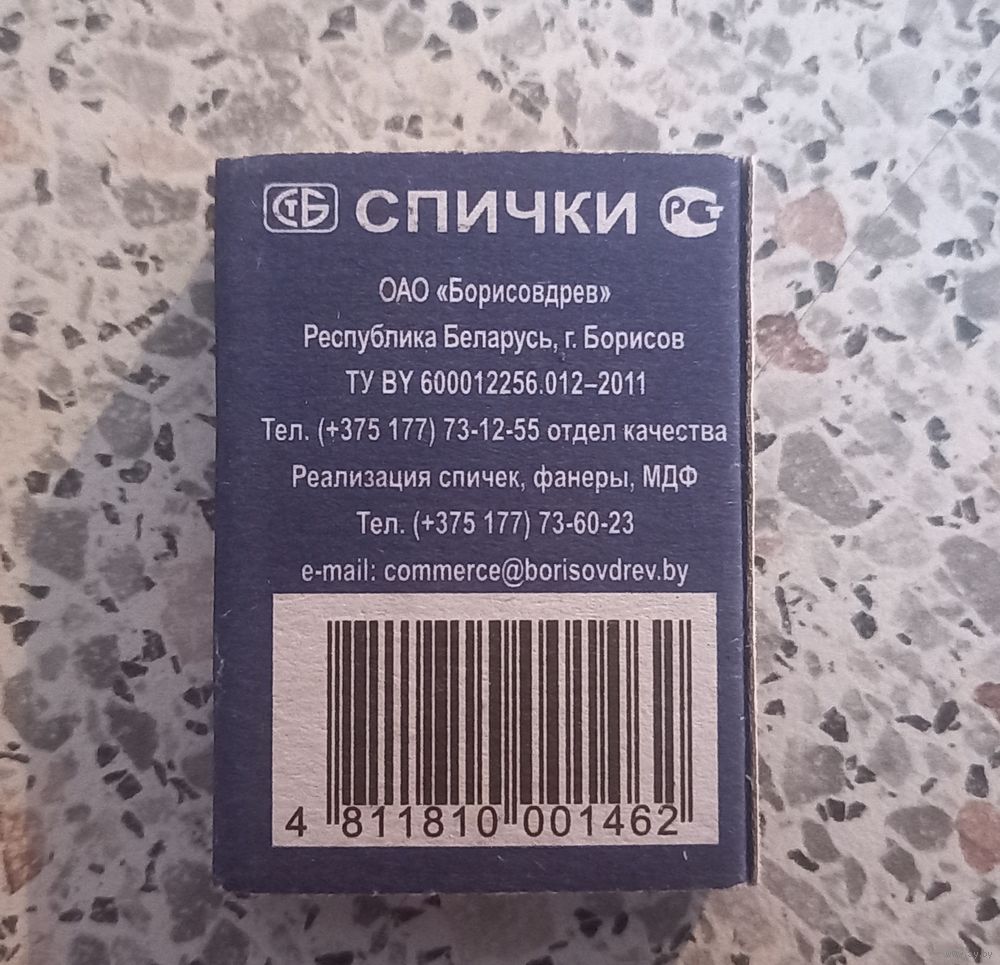 СТБ СПИЧКИ РСТ
ОАО «Борисовдрев»
Республика Беларусь, г. Борисов
ТУ BY 600012256.012–2011
Тел. (+375 177) 73-12-55 отдел качества
Реализация спичек, фанеры, МДФ
Тел. (+375 177) 73-60-23
e-mail: commerce@borisovdrev.by
4 811810 001462